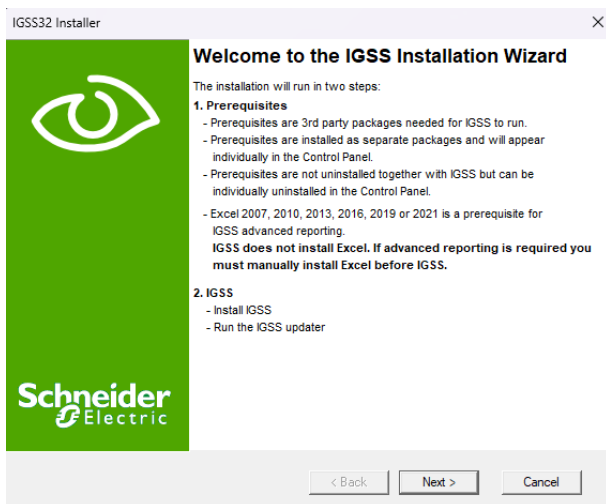 IGSS32 Installer
Welcome to the IGSS Installation Wizard
The installation will run in two steps:
1. Prerequisites
- Prerequisites are 3rd party packages needed for IGSS to run.
- Prerequisites are installed as separate packages and will appear
individually in the Control Panel.
- Prerequisites are not uninstalled together with IGSS but can be
individually uninstalled in the Control Panel.
- Excel 2007, 2010, 2013, 2016, 2019 or 2021 is a prerequisite for
IGSS advanced reporting.
IGSS does not install Excel. If advanced reporting is required you
must manually install Excel before IGSS.
2. IGSS
- Install IGSS
- Run the IGSS updater
Schneider
Electric
< Back
Next >
Cancel